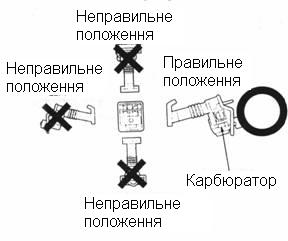 Неправильне
положення
Неправильне
положення
Правильне
положення
Карбюратор
Неправильне
положення